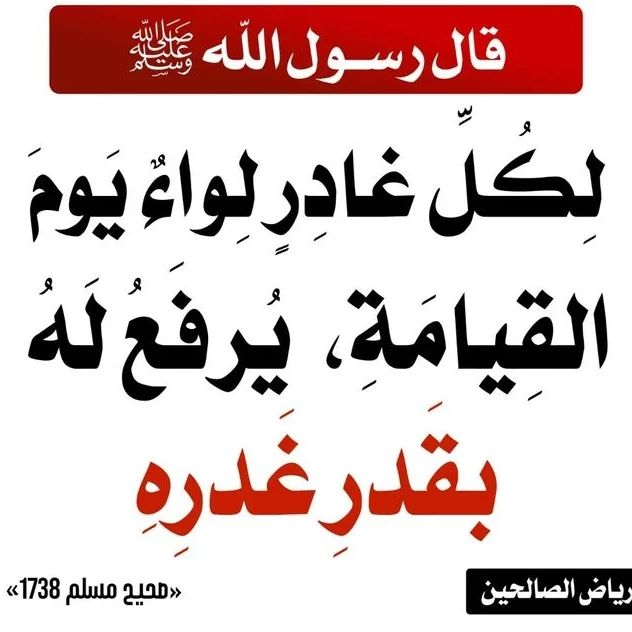 قال رسول الله ﷺ
لِكُلِّ غادِرٍ لِواءٌ يَومَ
القِيامَةِ، يُرفَعُ لَهُ
بقَدرِ غَدرِهِ
رياض الصالحين
«صحيح مسلم 1738»